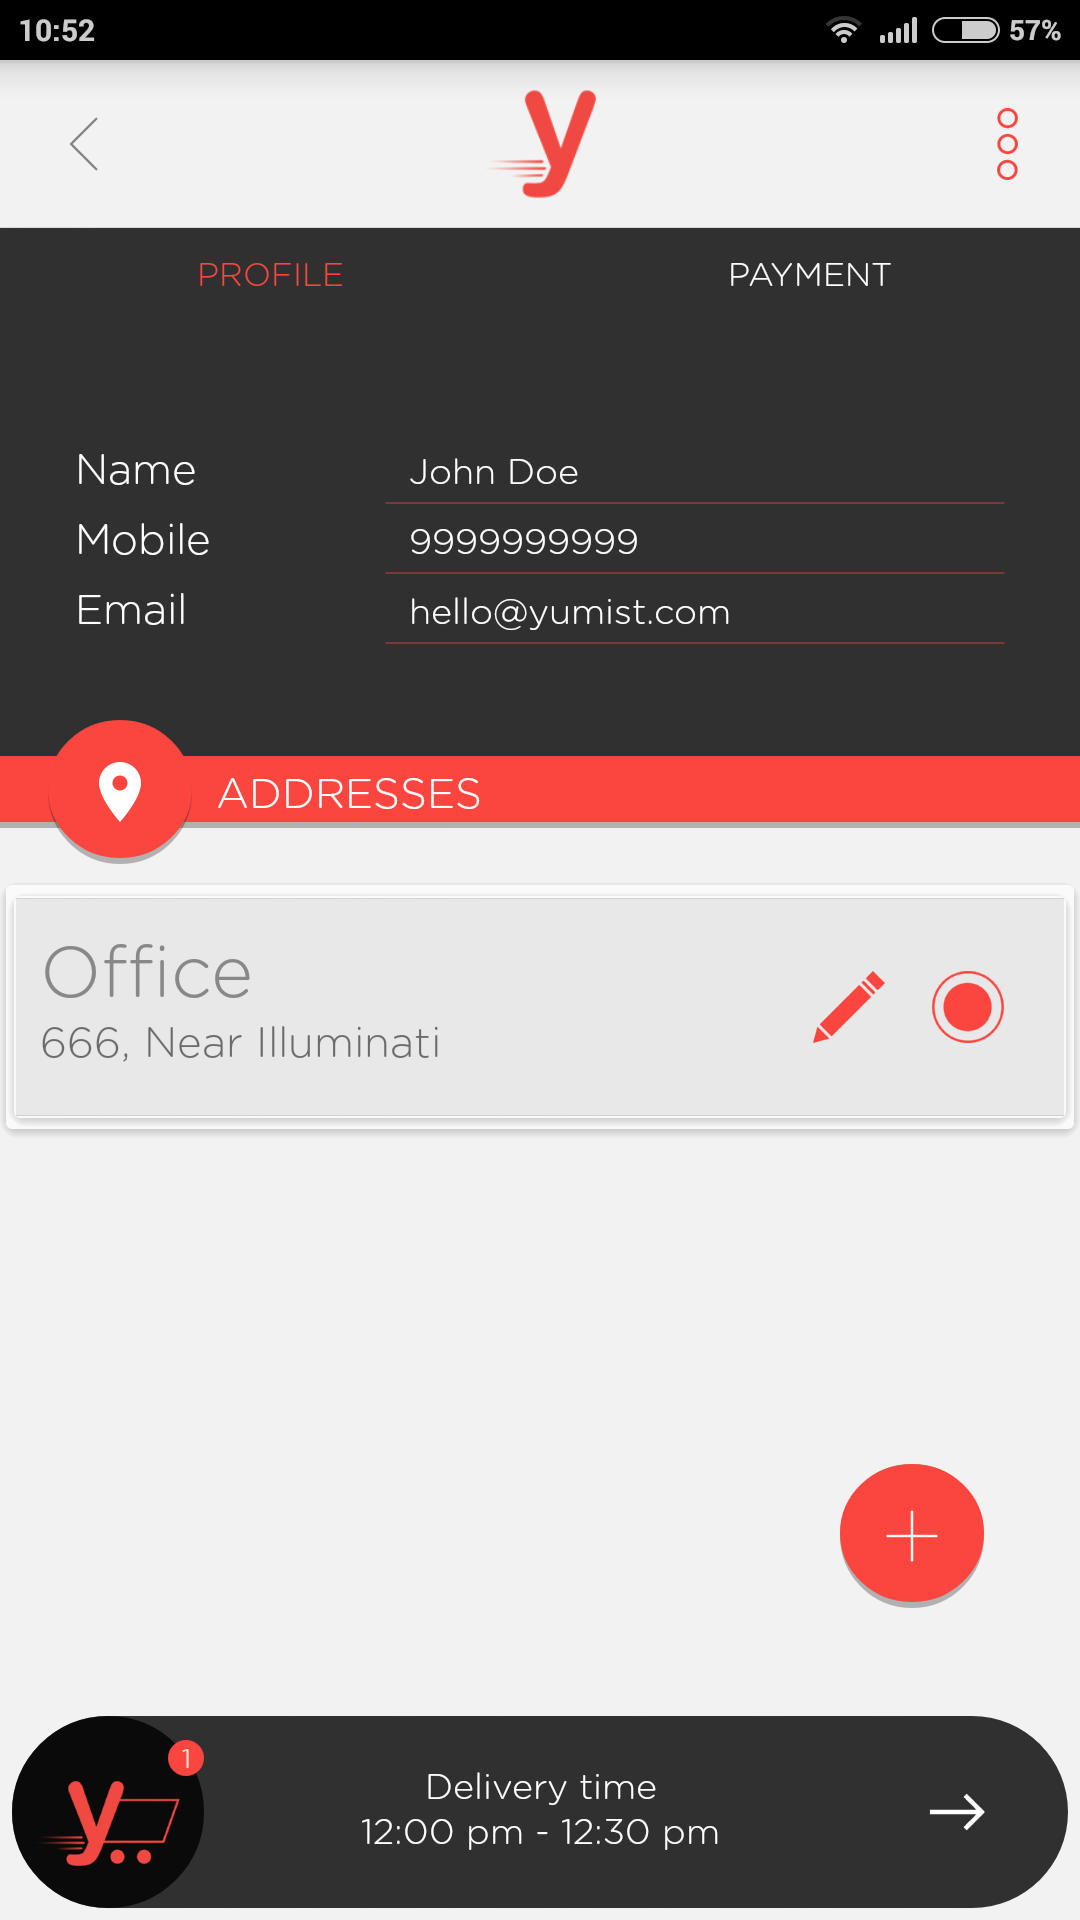 10:52
57%
y
PROFILE
PAYMENT
Name
John Doe
Mobile
9999999999
Email
hello@yumist.com
ADDRESSES
Office
666, Near Illuminati
y
1
Delivery time
12:00 pm - 12:30 pm